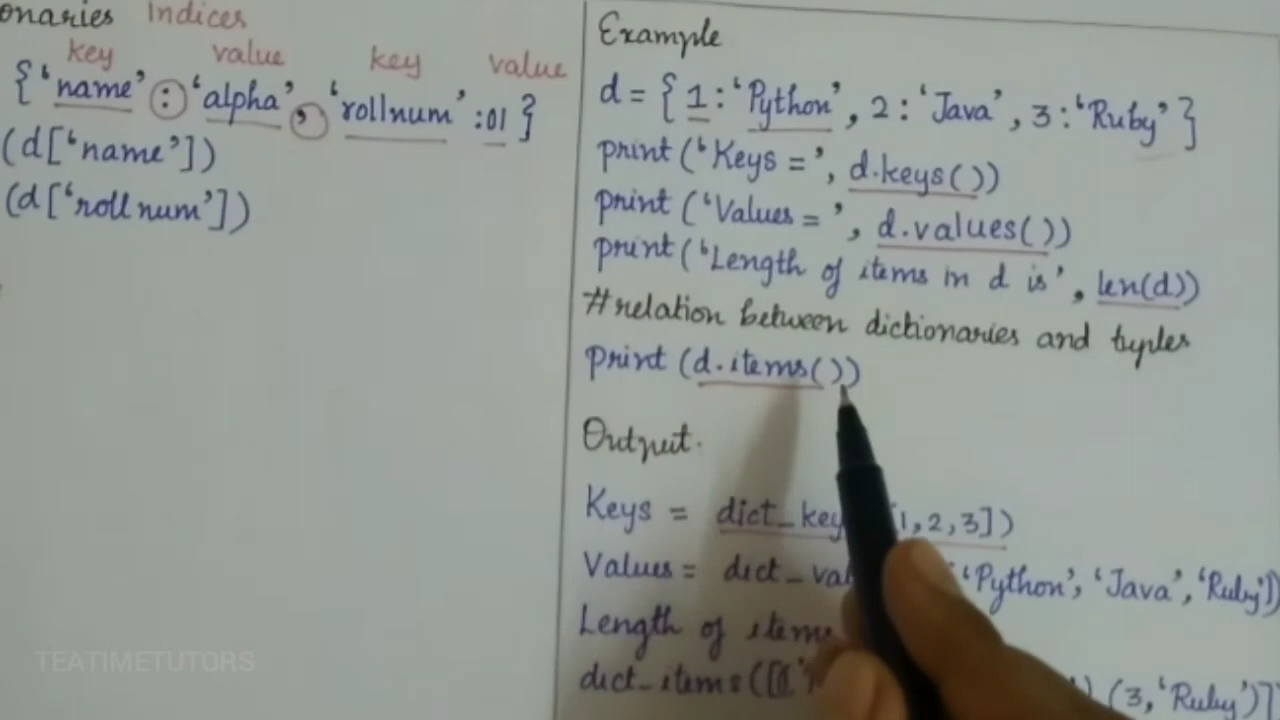 onaries Indices
key value key value
{'name' : 'alpha', 'rollnum' : 01 }
(d['name'])
(d['rollnum'])
Example
d = { 1 : 'Python', 2 : 'Java', 3 : 'Ruby' }
print ('Keys =', d.keys())
print ('Values =', d.values())
print ('Length of items in d is', len(d))
#relation between dictionaries and tuples
print (d.items())
Output.
Keys = dict_key 1,2,3])
Values = dict_val 'Python', 'Java', 'Ruby'])
Length of items
dict_items([( ) (3, 'Ruby')]
TEATIMETUTORS